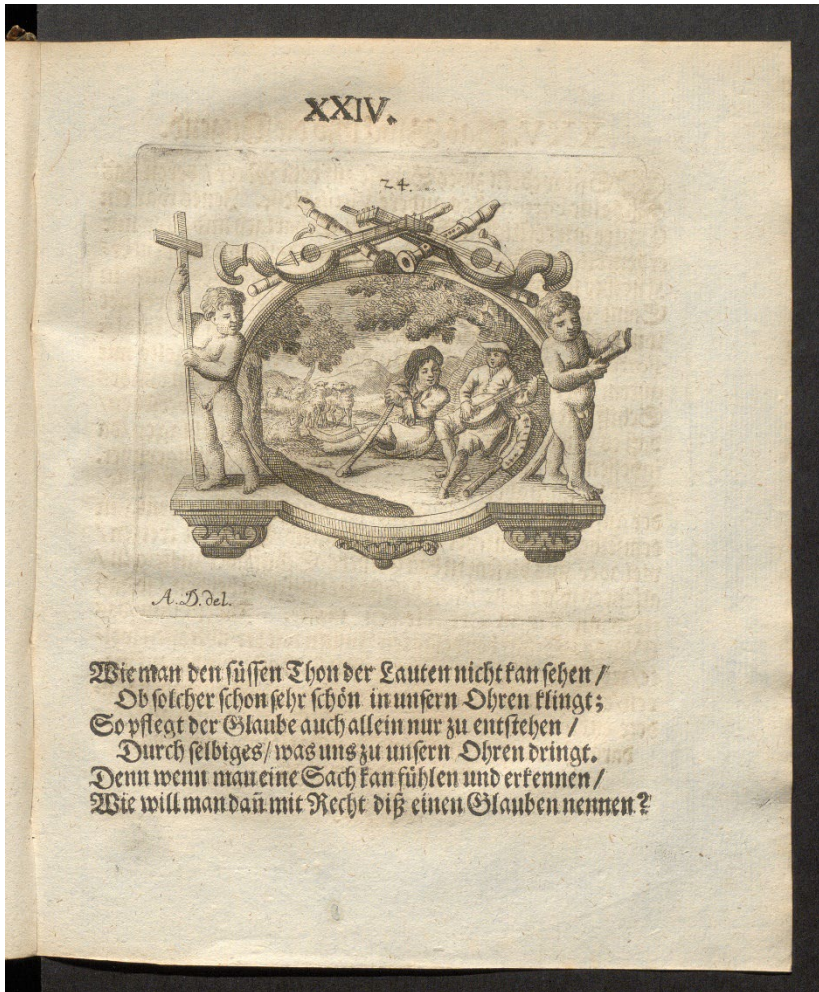 XXIV.
24.
A. D. del.
Wie man den süssen Thon der Lauten nicht kan sehen /
Ob solcher schon sehr schön in unsern Ohren klingt;
So pflegt der Glaube auch allein nur zu entstehen /
Durch selbiges / was uns zu unsern Ohren dringt.
Denn wenn man eine Sach kan fühlen und erkennen /
Wie will man dañ mit Recht diß einen Glauben nennen?